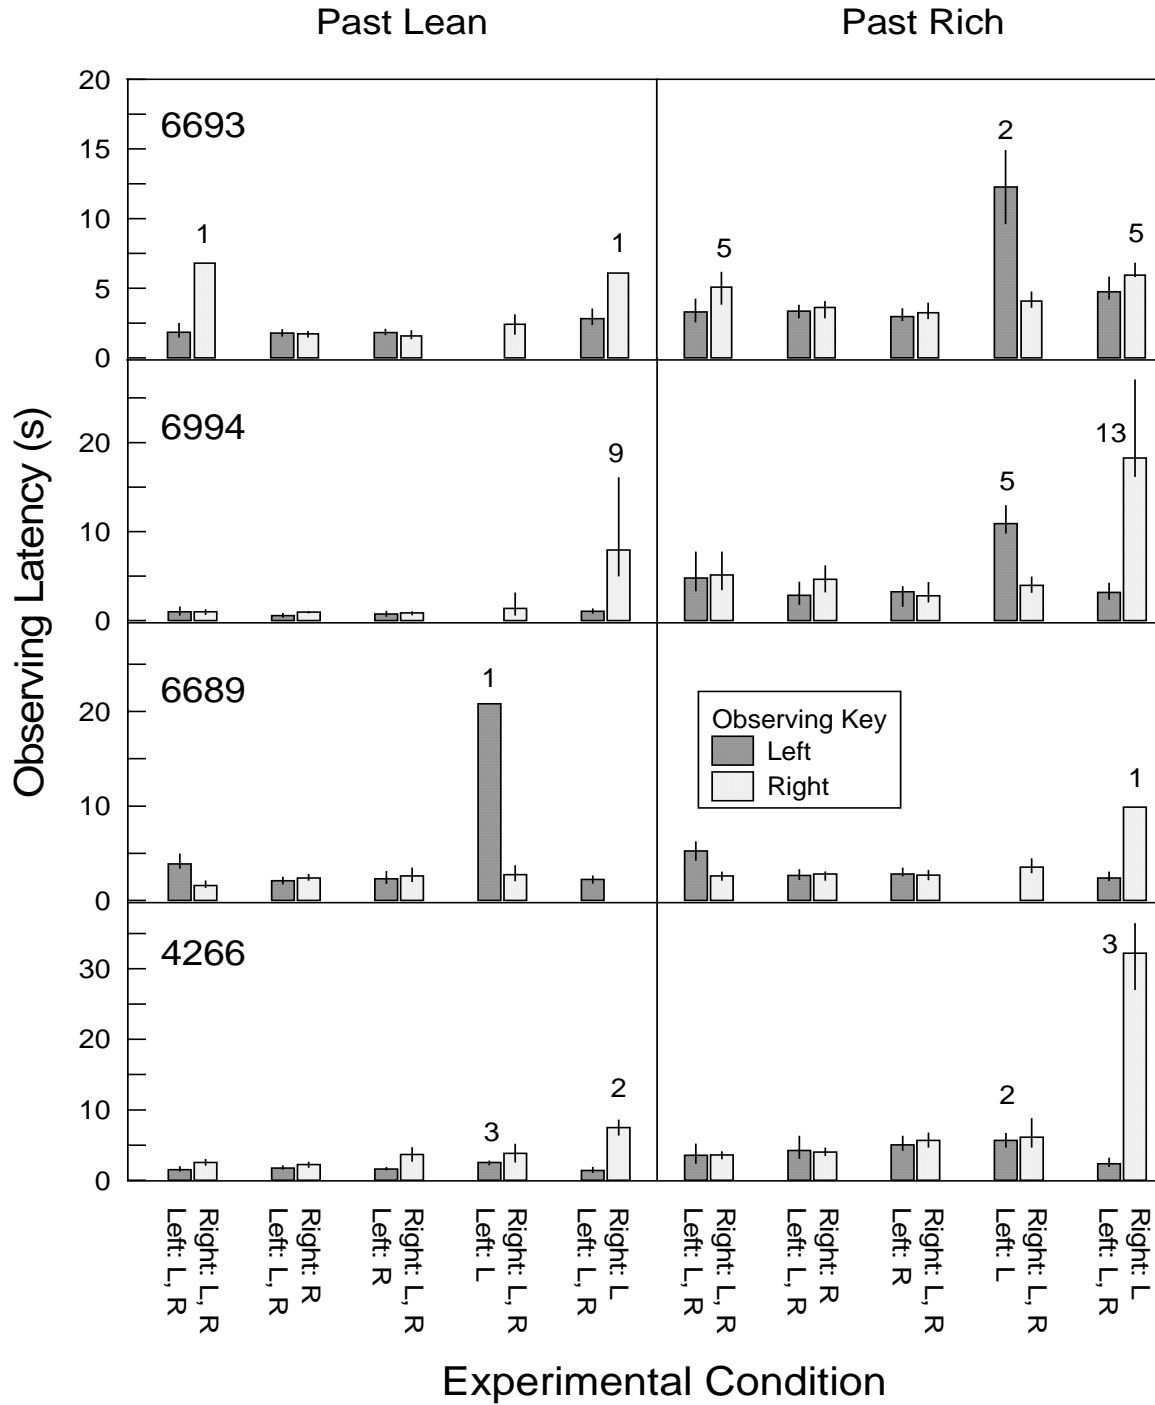 Past Lean
Past Rich
Observing Latency (s)
20
15
10
5
0
6693
1
1
5
2
5
20
10
0
6994
9
5
13
20
10
0
6689
1
1
Observing Key
Left
Right
30
20
10
0
4266
3
2
2
3
Right: L, R
Left: L, R
Right: R
Left: L, R
Right: L, R
Left: R
Right: L, R
Left: L
Right: L
Left: L, R
Right: L, R
Left: L, R
Right: R
Left: L, R
Right: L, R
Left: R
Right: L, R
Left: L
Right: L
Left: L, R
Experimental Condition